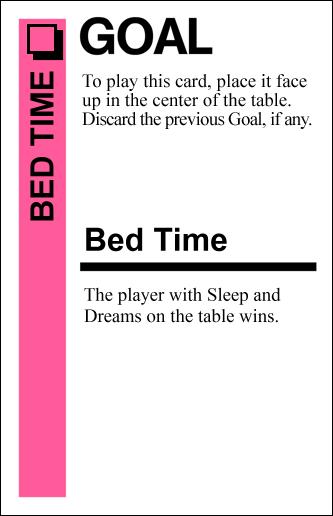 GOAL
To play this card, place it face
up in the center of the table.
Discard the previous Goal, if any.
BED TIME
Bed Time
The player with Sleep and
Dreams on the table wins.